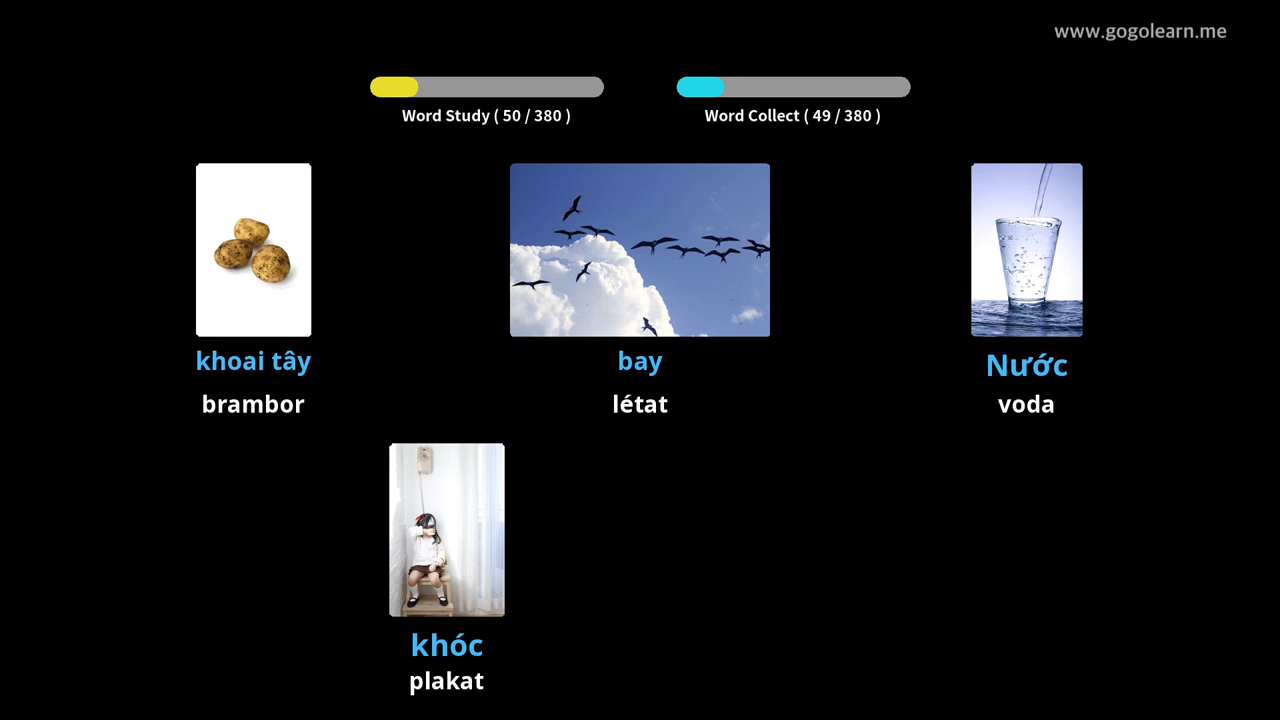 www.gogolearn.me
Word Study ( 50 / 380 )
Word Collect ( 49 / 380 )
khoai tây
brambor
bay
létat
Nước
voda
khóc
plakat